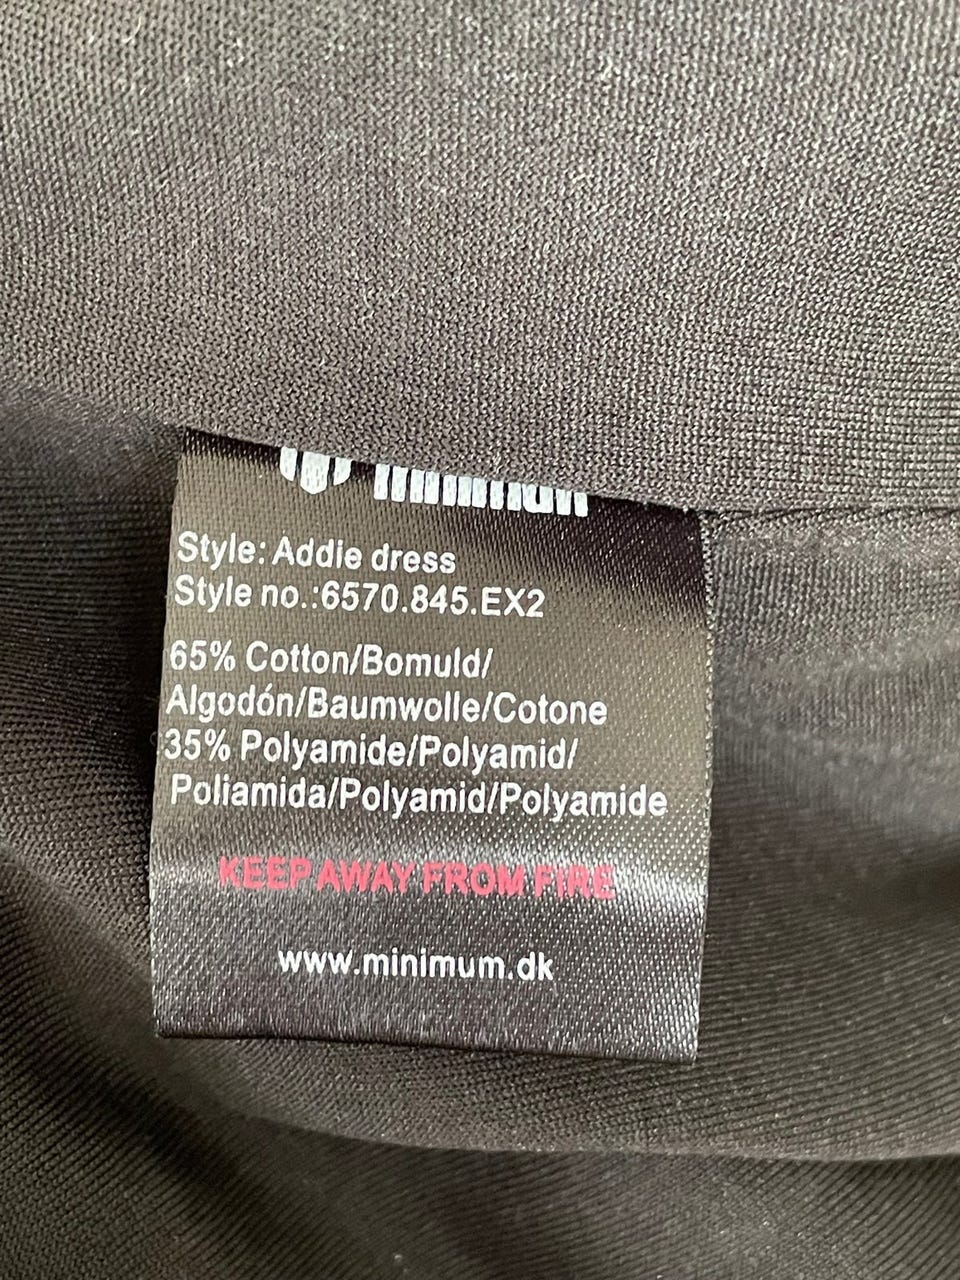 minimum
Style: Addie dress
Style no.:6570.845.EX2
65% Cotton/Bomuld/
Algodón/Baumwolle/Cotone
35% Polyamide/Polyamid/
Poliamida/Polyamid/Polyamide
KEEP AWAY FROM FIRE
www.minimum.dk